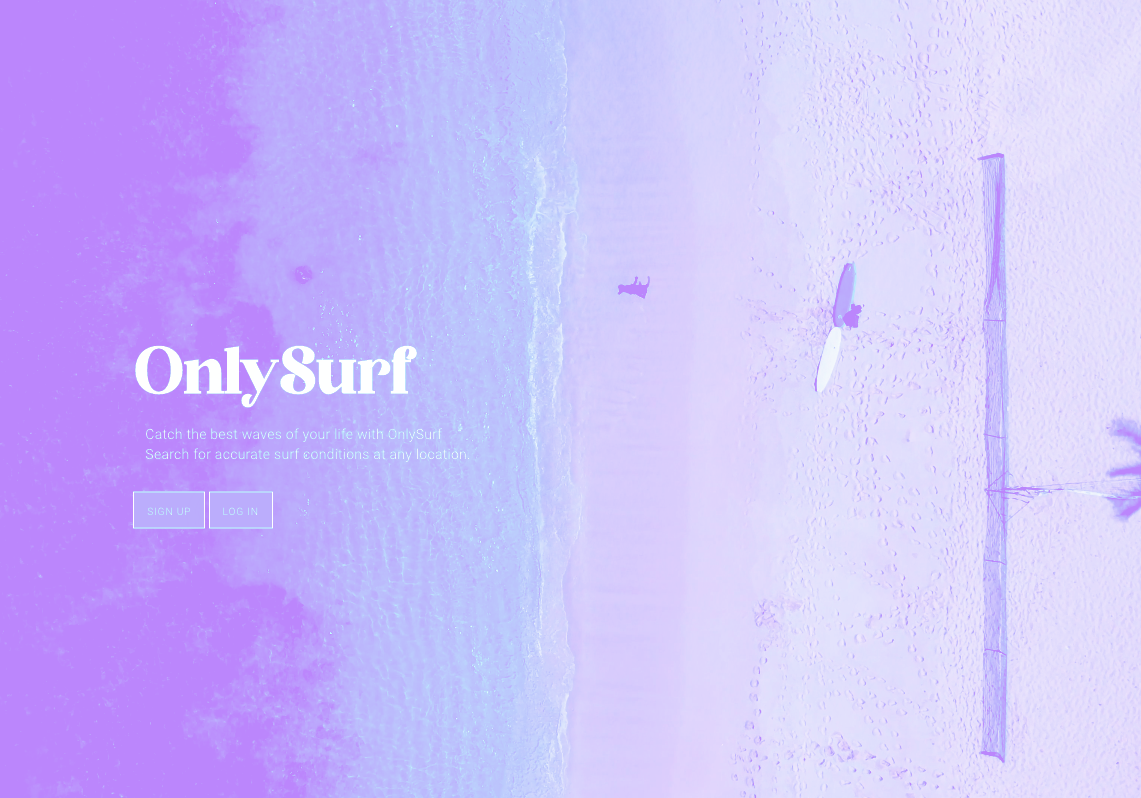 OnlySurf
Catch the best waves of your life with OnlySurf
Search for accurate surf conditions at any location.
SIGN UP LOG IN